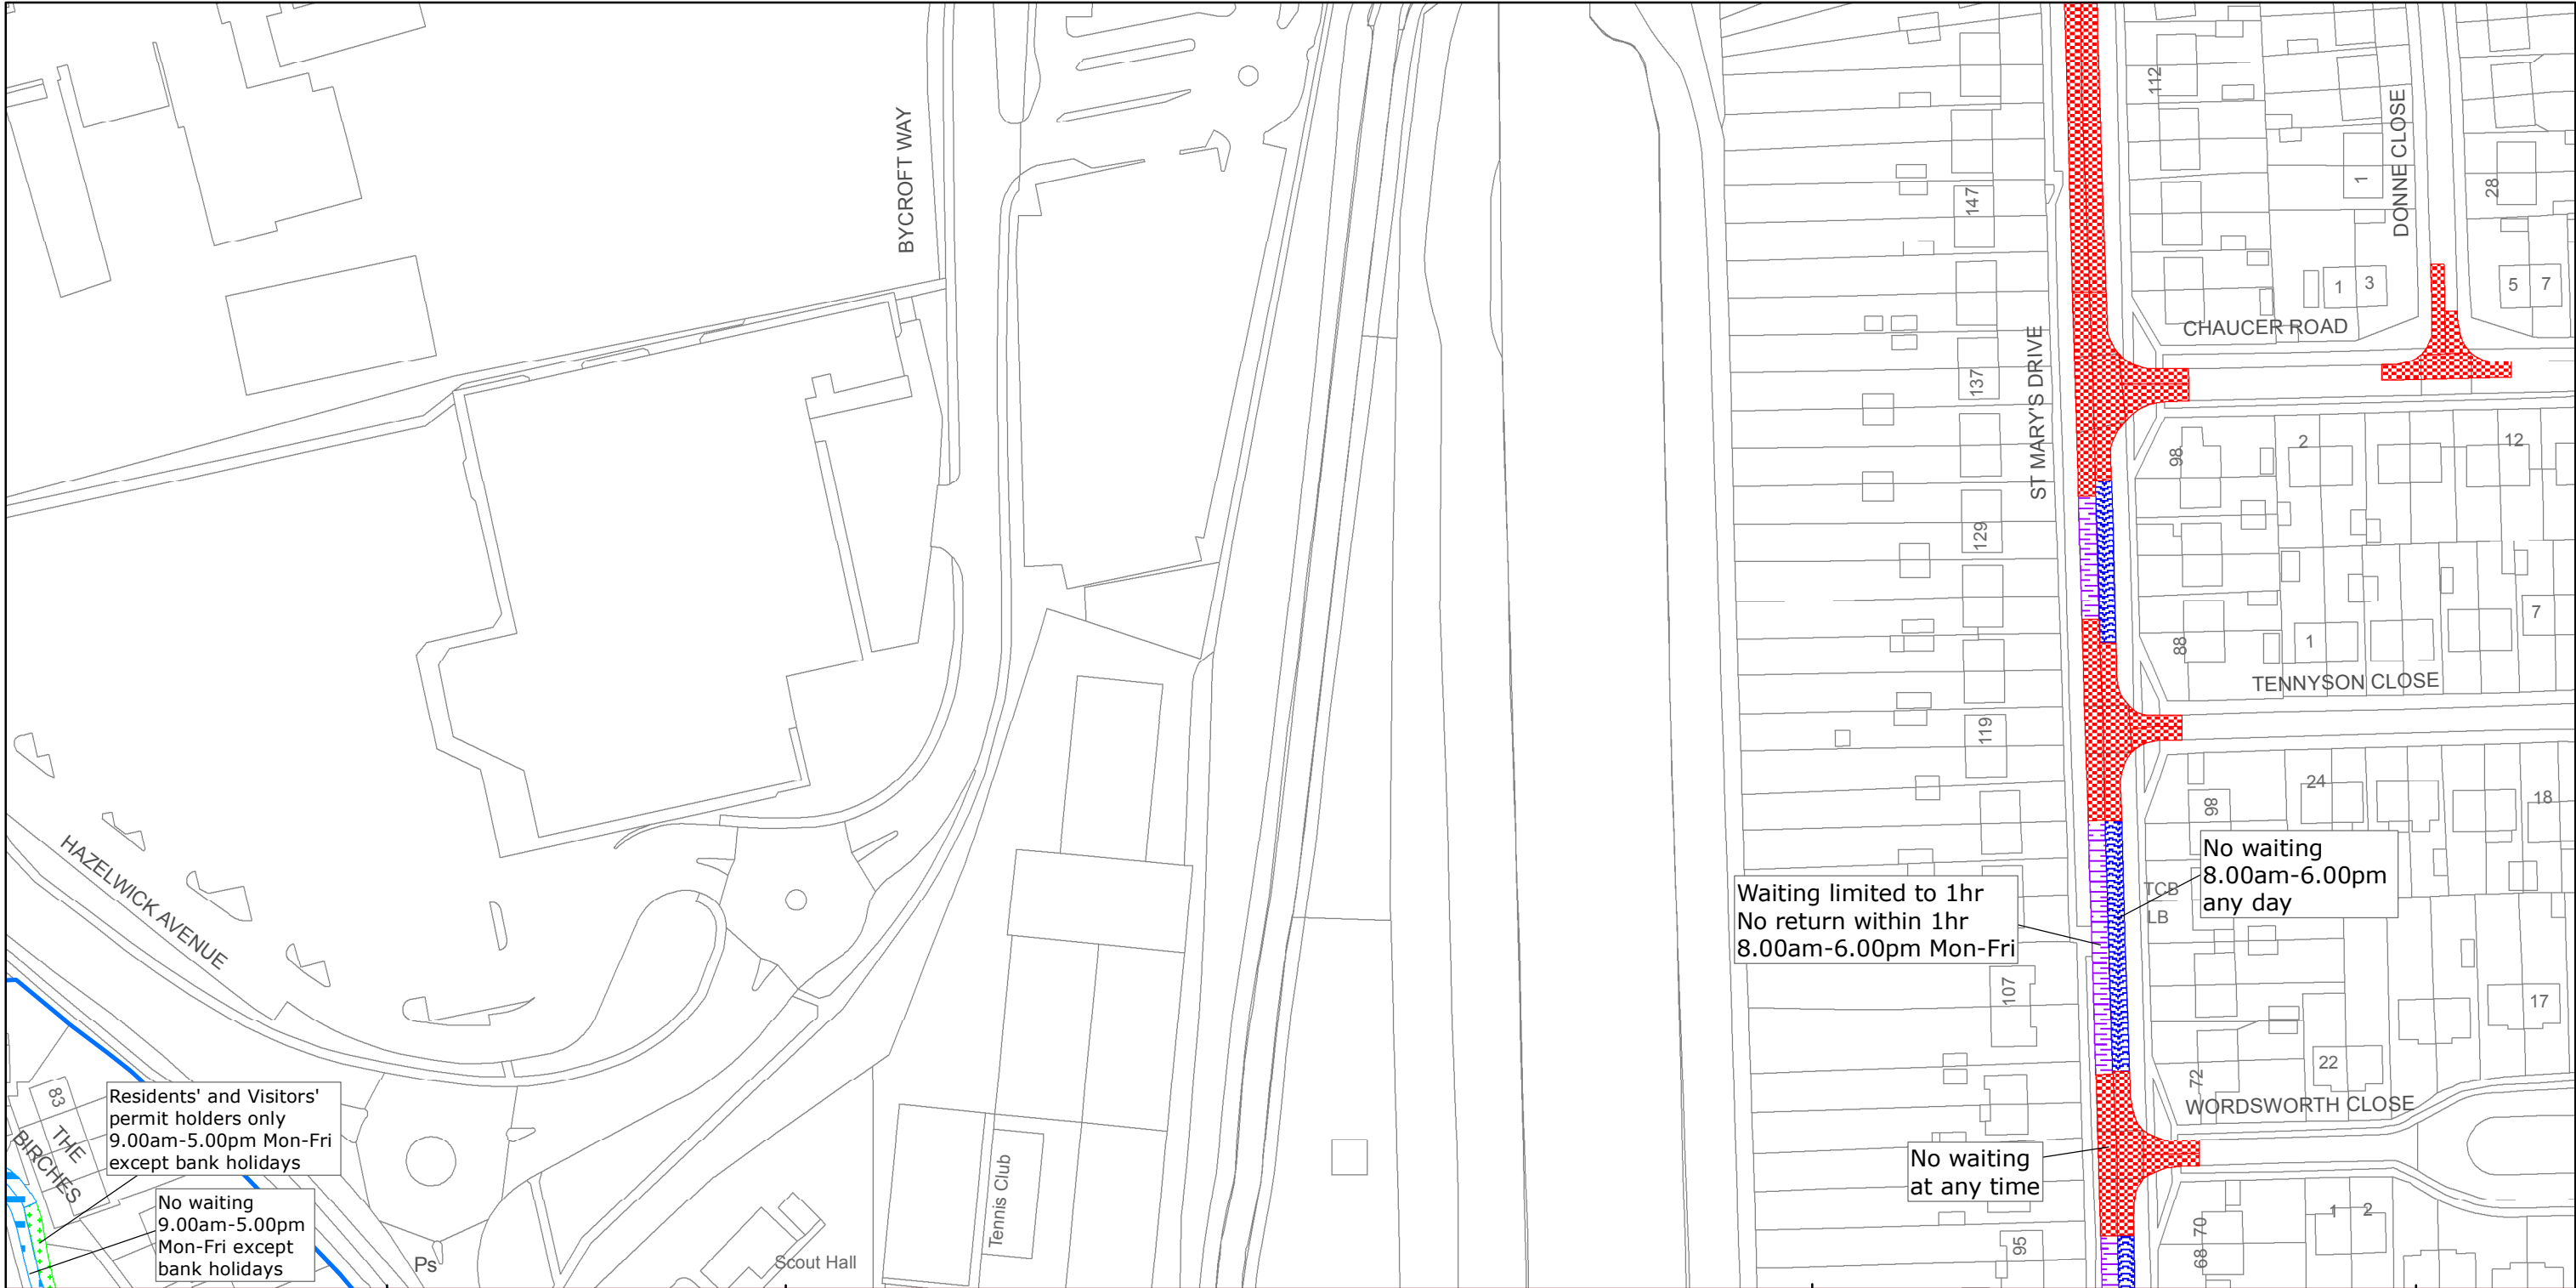 112
DONNE CLOSE
BYCROFT WAY
1
28
147
1
3
5
7
CHAUCER ROAD
ST MARY'S DRIVE
137
98
2
12
129
88
1
7
TENNYSON CLOSE
119
24
86
18
HAZELWICK AVENUE
No waiting
8.00am-6.00pm
any day
TCB
LB
Waiting limited to 1hr
No return within 1hr
8.00am-6.00pm Mon-Fri
107
17
22
72
WORDSWORTH CLOSE
83
THE
BIRCHES
Residents' and Visitors'
permit holders only
9.00am-5.00pm Mon-Fri
except bank holidays
No waiting
at any time
Tennis Club
No waiting
9.00am-5.00pm
Mon-Fri except
bank holidays
Ps
Scout Hall
95
70
68
1
2